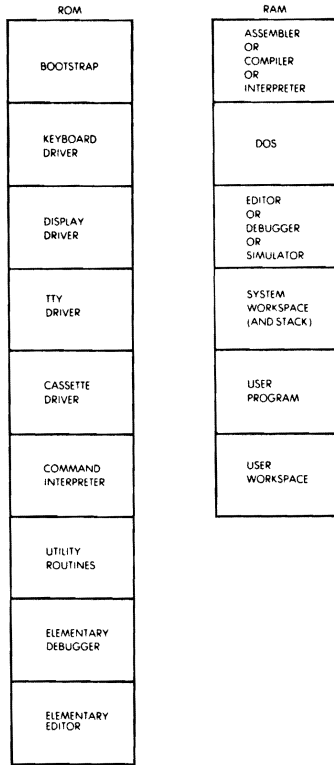 ROM
BOOTSTRAP
KEYBOARD
DRIVER
DISPLAY
DRIVER
TTY
DRIVER
CASSETTE
DRIVER
COMMAND
INTERPRETER
UTILITY
ROUTINES
ELEMENTARY
DEBUGGER
ELEMENTARY
EDITOR
RAM
ASSEMBLER
OR
COMPILER
OR
INTERPRETER
DOS
EDITOR
OR
DEBUGGER
OR
SIMULATOR
SYSTEM
WORKSPACE
(AND STACK)
USER
PROGRAM
USER
WORKSPACE